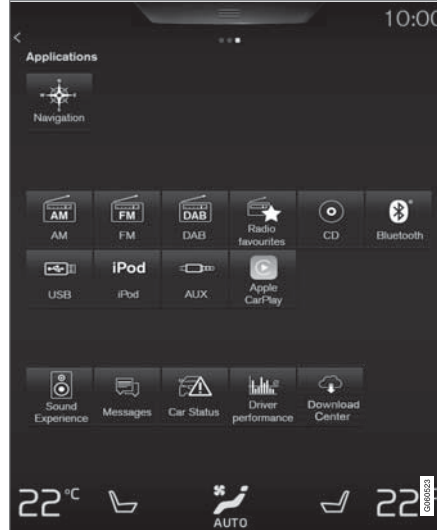 10:00
Applications
Navigation
AM FM DAB
AM FM DAB Radio favourites CD Bluetooth
iPod
USB iPod AUX Apple CarPlay
Sound Experience Messages Car Status Driver performance Download Center
22°C AUTO 22°
G060523